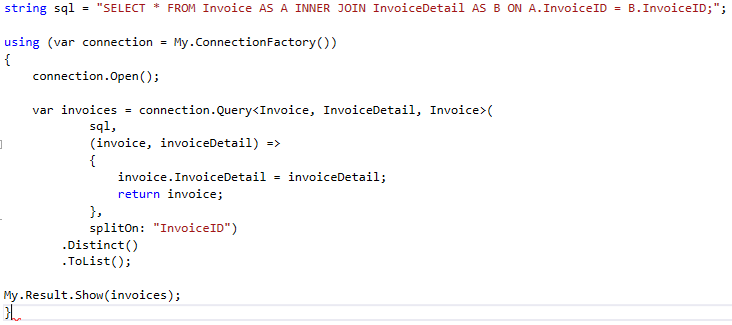 string sql = "SELECT * FROM Invoice AS A INNER JOIN InvoiceDetail AS B ON A.InvoiceID = B.InvoiceID;";
using (var connection = My.ConnectionFactory())
{
connection.Open();
var invoices = connection.Query<Invoice, InvoiceDetail, Invoice>(
sql,
(invoice, invoiceDetail) =>
{
invoice.InvoiceDetail = invoiceDetail;
return invoice;
},
splitOn: "InvoiceID")
.Distinct()
.ToList();
My.Result.Show(invoices);
}